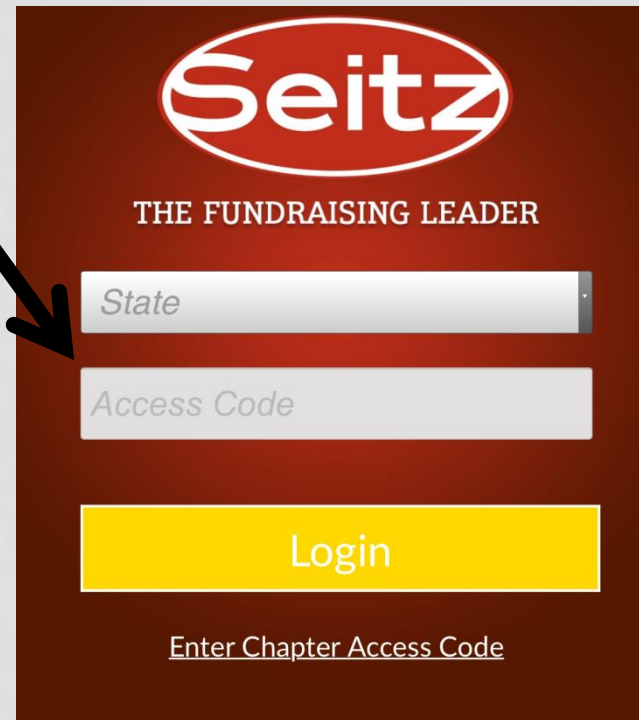 Seitz
THE FUNDRAISING LEADER
State
Access Code
Login
Enter Chapter Access Code